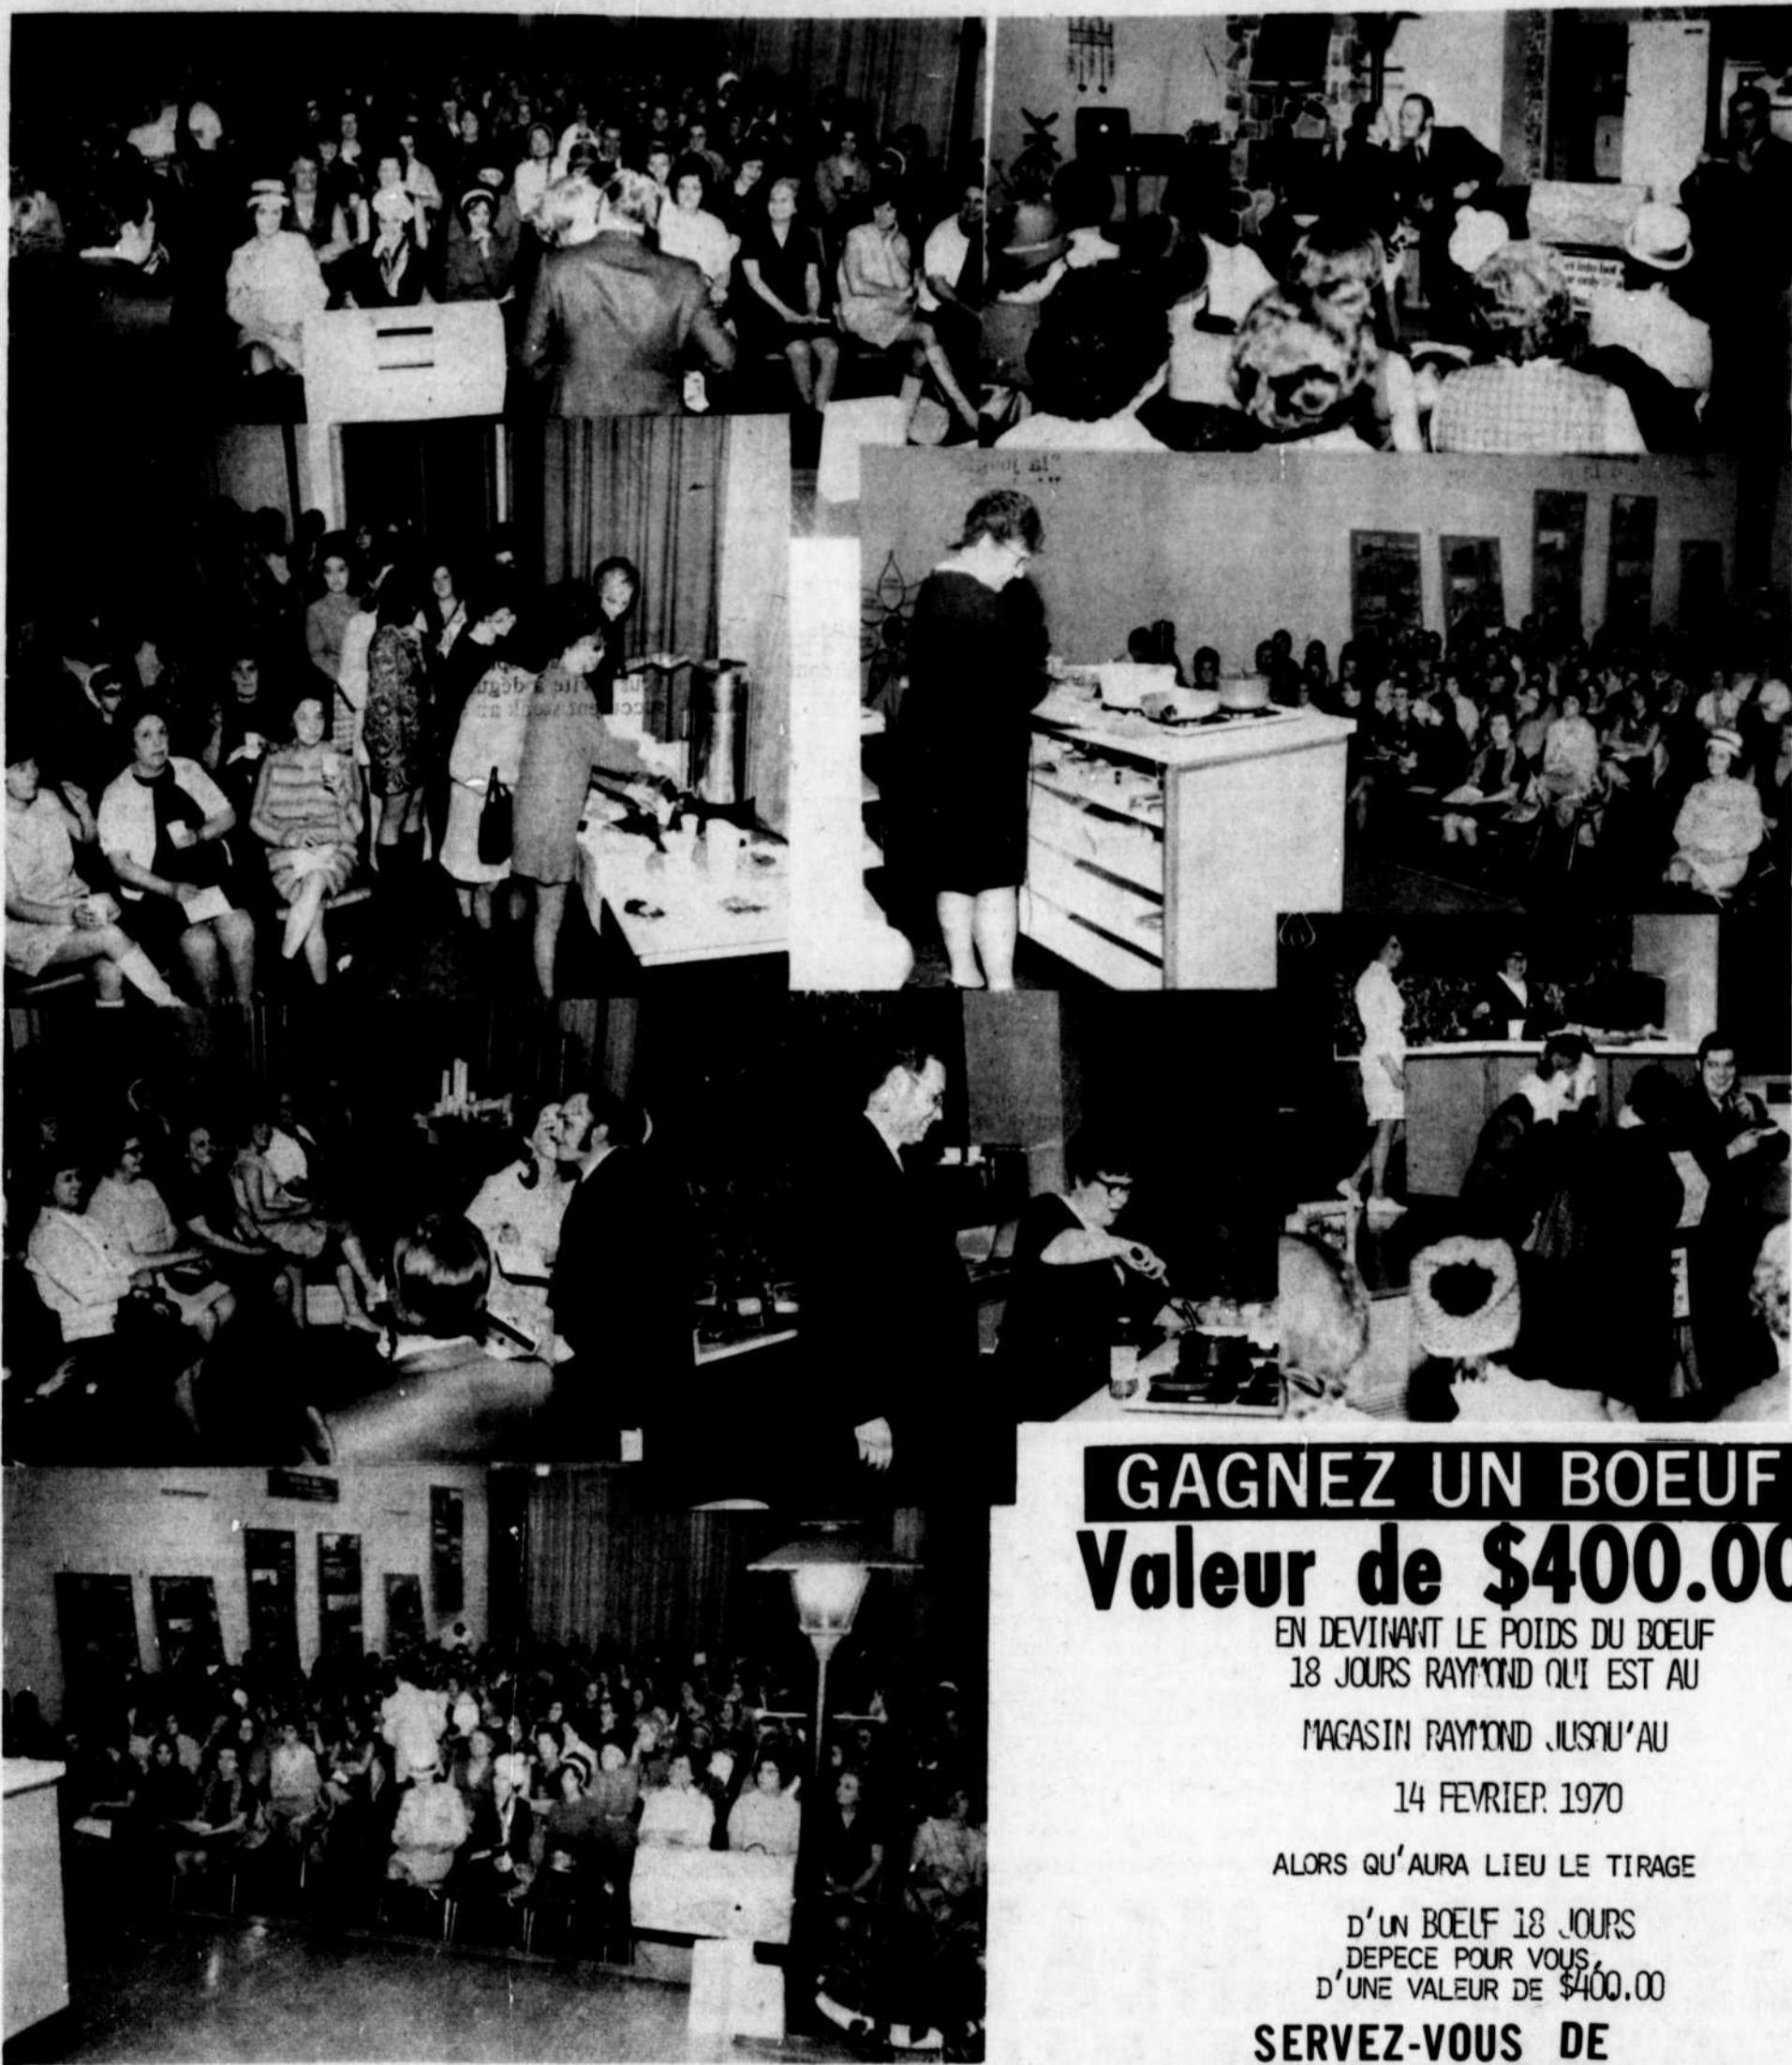 GAGNEZ UN BOEUF
Valeur de $400.00
EN DEVINANT LE POIDS DU BOEUF
18 JOURS RAYMOND QUI EST AU
MAGASIN RAYMOND JUSQU'AU
14 FEVRIER 1970
ALORS QU'AURA LIEU LE TIRAGE
D'UN BOEUF 18 JOURS
DEPECE POUR VOUS,
D'UNE VALEUR DE $400.00
SERVEZ-VOUS DE